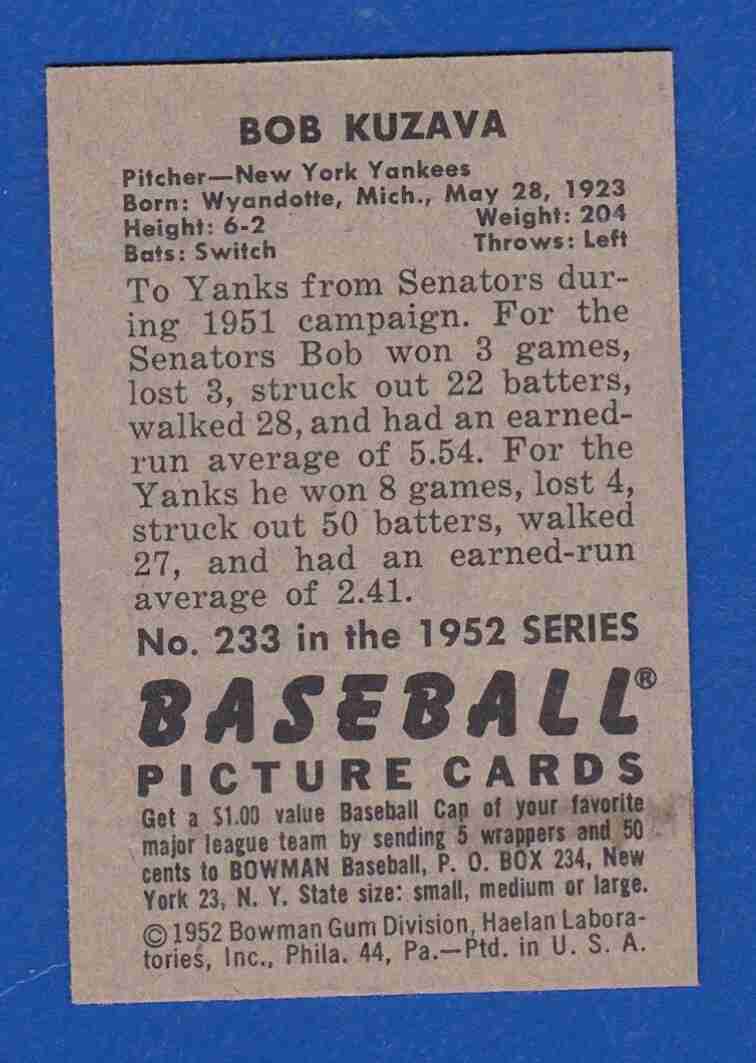 BOB KUZAVA
Pitcher—New York Yankees
Born: Wyandotte, Mich., May 28, 1923
Height: 6-2 Weight: 204
Bats: Switch Throws: Left
To Yanks from Senators dur-
ing 1951 campaign. For the
Senators Bob won 3 games,
lost 3, struck out 22 batters,
walked 28, and had an earned-
run average of 5.54. For the
Yanks he won 8 games, lost 4,
struck out 50 batters, walked
27, and had an earned-run
average of 2.41.
No. 233 in the 1952 SERIES
BASEBALL®
PICTURE CARDS
Get a $1.00 value Baseball Cap of your favorite
major league team by sending 5 wrappers and 50
cents to BOWMAN Baseball, P. O. BOX 234, New
York 23, N. Y. State size: small, medium or large.
©1952 Bowman Gum Division, Haelan Labora-
tories, Inc., Phila. 44, Pa.—Ptd. in U. S. A.